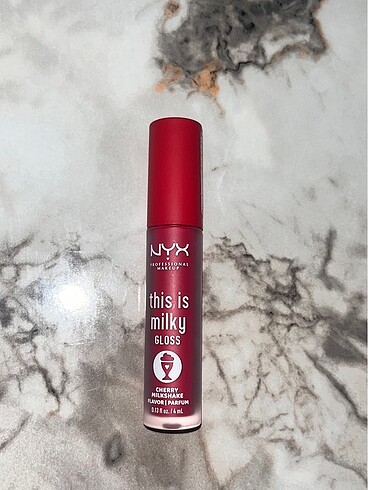 NYX
PROFESSIONAL
MAKEUP
this is
milky
GLOSS
CHERRY
MILKSHAKE
FLAVOR | PARFUM
0.13 fl. oz. / 4 mL